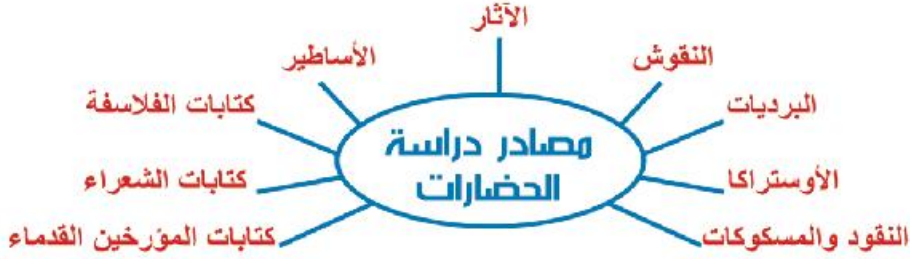 الآثار
النقوش
الأساطير
البرديات
كتابات الفلاسفة
مصادر دراسة
الحضارات
الأوستراكا
كتابات الشعراء
النقود والمسكوكات
كتابات المؤرخين القدماء